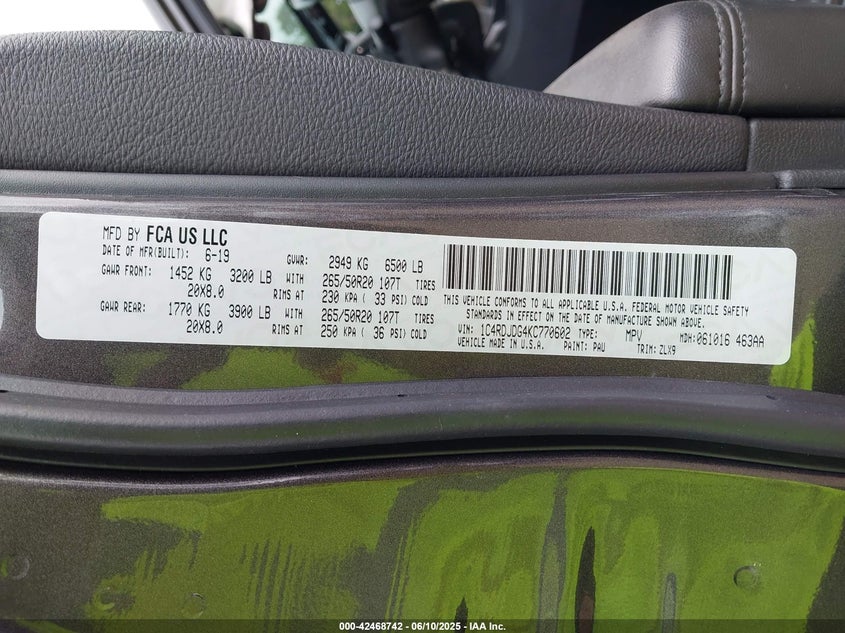 MFD BY FCA US LLC
DATE OF MFR(BUILT): 6-19 GVWR: 2949 KG 6500 LB
GAWR FRONT: 1452 KG 3200 LB WITH 265/50R20 107T TIRES
20X8.0 RIMS AT 230 KPA ( 33 PSI) COLD
GAWR REAR: 1770 KG 3900 LB WITH 265/50R20 107T TIRES
20X8.0 RIMS AT 250 KPA ( 36 PSI) COLD
THIS VEHICLE CONFORMS TO ALL APPLICABLE U.S.A. FEDERAL MOTOR VEHICLE SAFETY
STANDARDS IN EFFECT ON THE DATE OF MANUFACTURE SHOWN ABOVE.
VIN: 1C4RDJDG4KC770602 TYPE: MPV MDH:061016 463AA
VEHICLE MADE IN U.S.A. PAINT: PAU TRIM: ZLX9
000-42468742 - 06/10/2025 - IAA Inc.